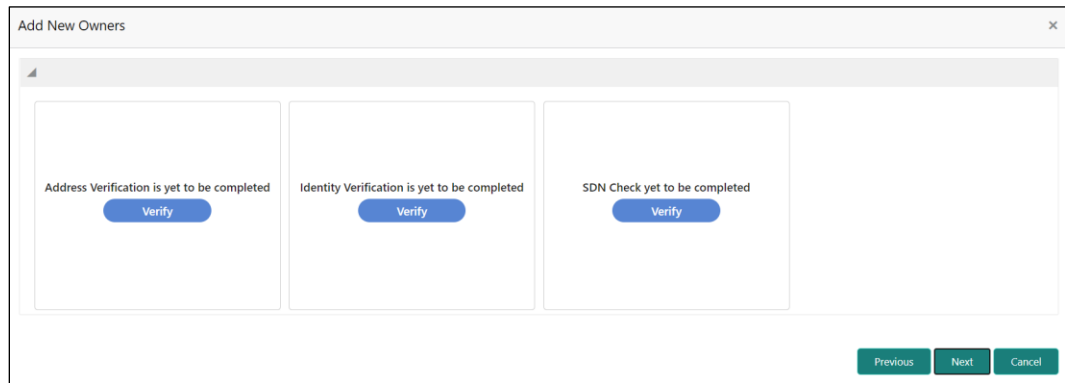 Add New Owners
×
Address Verification is yet to be completed
Verify
Identity Verification is yet to be completed
Verify
SDN Check yet to be completed
Verify
Previous
Next
Cancel